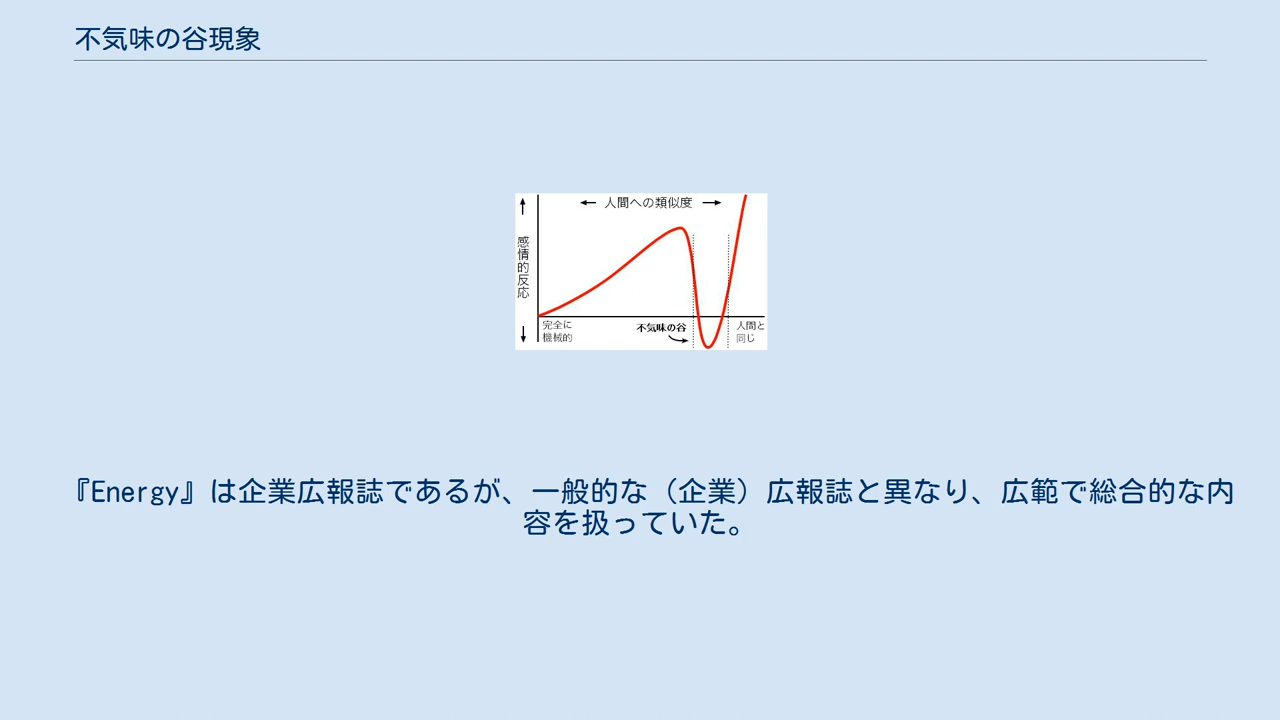 不気味の谷現象
人間への類似度
感情的反応
完全に
機械的
不気味の谷
人間と
同じ
『Energy』は企業広報誌であるが、一般的な（企業）広報誌と異なり、広範で総合的な内
容を扱っていた。